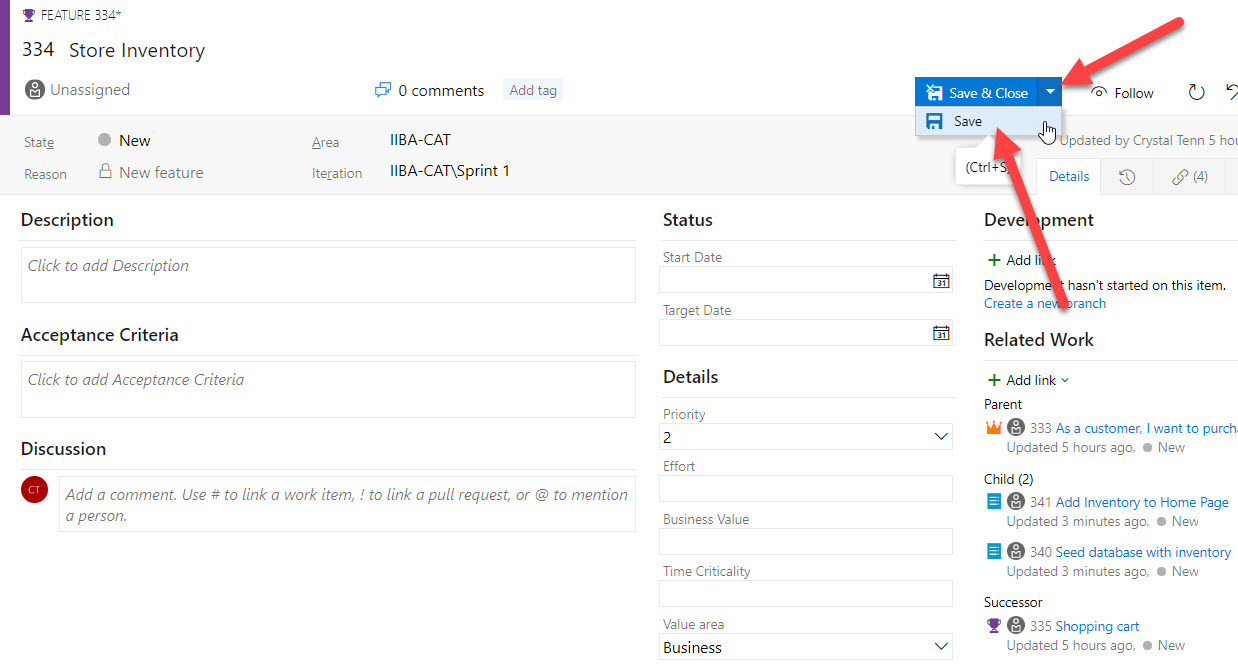 FEATURE 334*
334 Store Inventory
Unassigned
0 comments
Add tag
Save & Close
Follow
Save
(Ctrl+S
State
New
Area
IIBA-CAT
Updated by Crystal Tenn 5 hou
Reason
New feature
Iteration
IIBA-CAT\Sprint 1
Details
(4)
Description
Click to add Description
Acceptance Criteria
Click to add Acceptance Criteria
Discussion
CT
Add a comment. Use # to link a work item, ! to link a pull request, or @ to mention
a person.
Status
Start Date
31
Target Date
31
Details
Priority
2
Effort
Business Value
Time Criticality
Value area
Business
Development
Add link
Development hasn't started on this item.
Create a new branch
Related Work
Add link
Parent
333 As a customer, I want to purcha
Updated 5 hours ago, New
Child (2)
341 Add Inventory to Home Page
Updated 3 minutes ago, New
340 Seed database with inventory
Updated 3 minutes ago, New
Successor
335 Shopping cart
Updated 5 hours ago, New